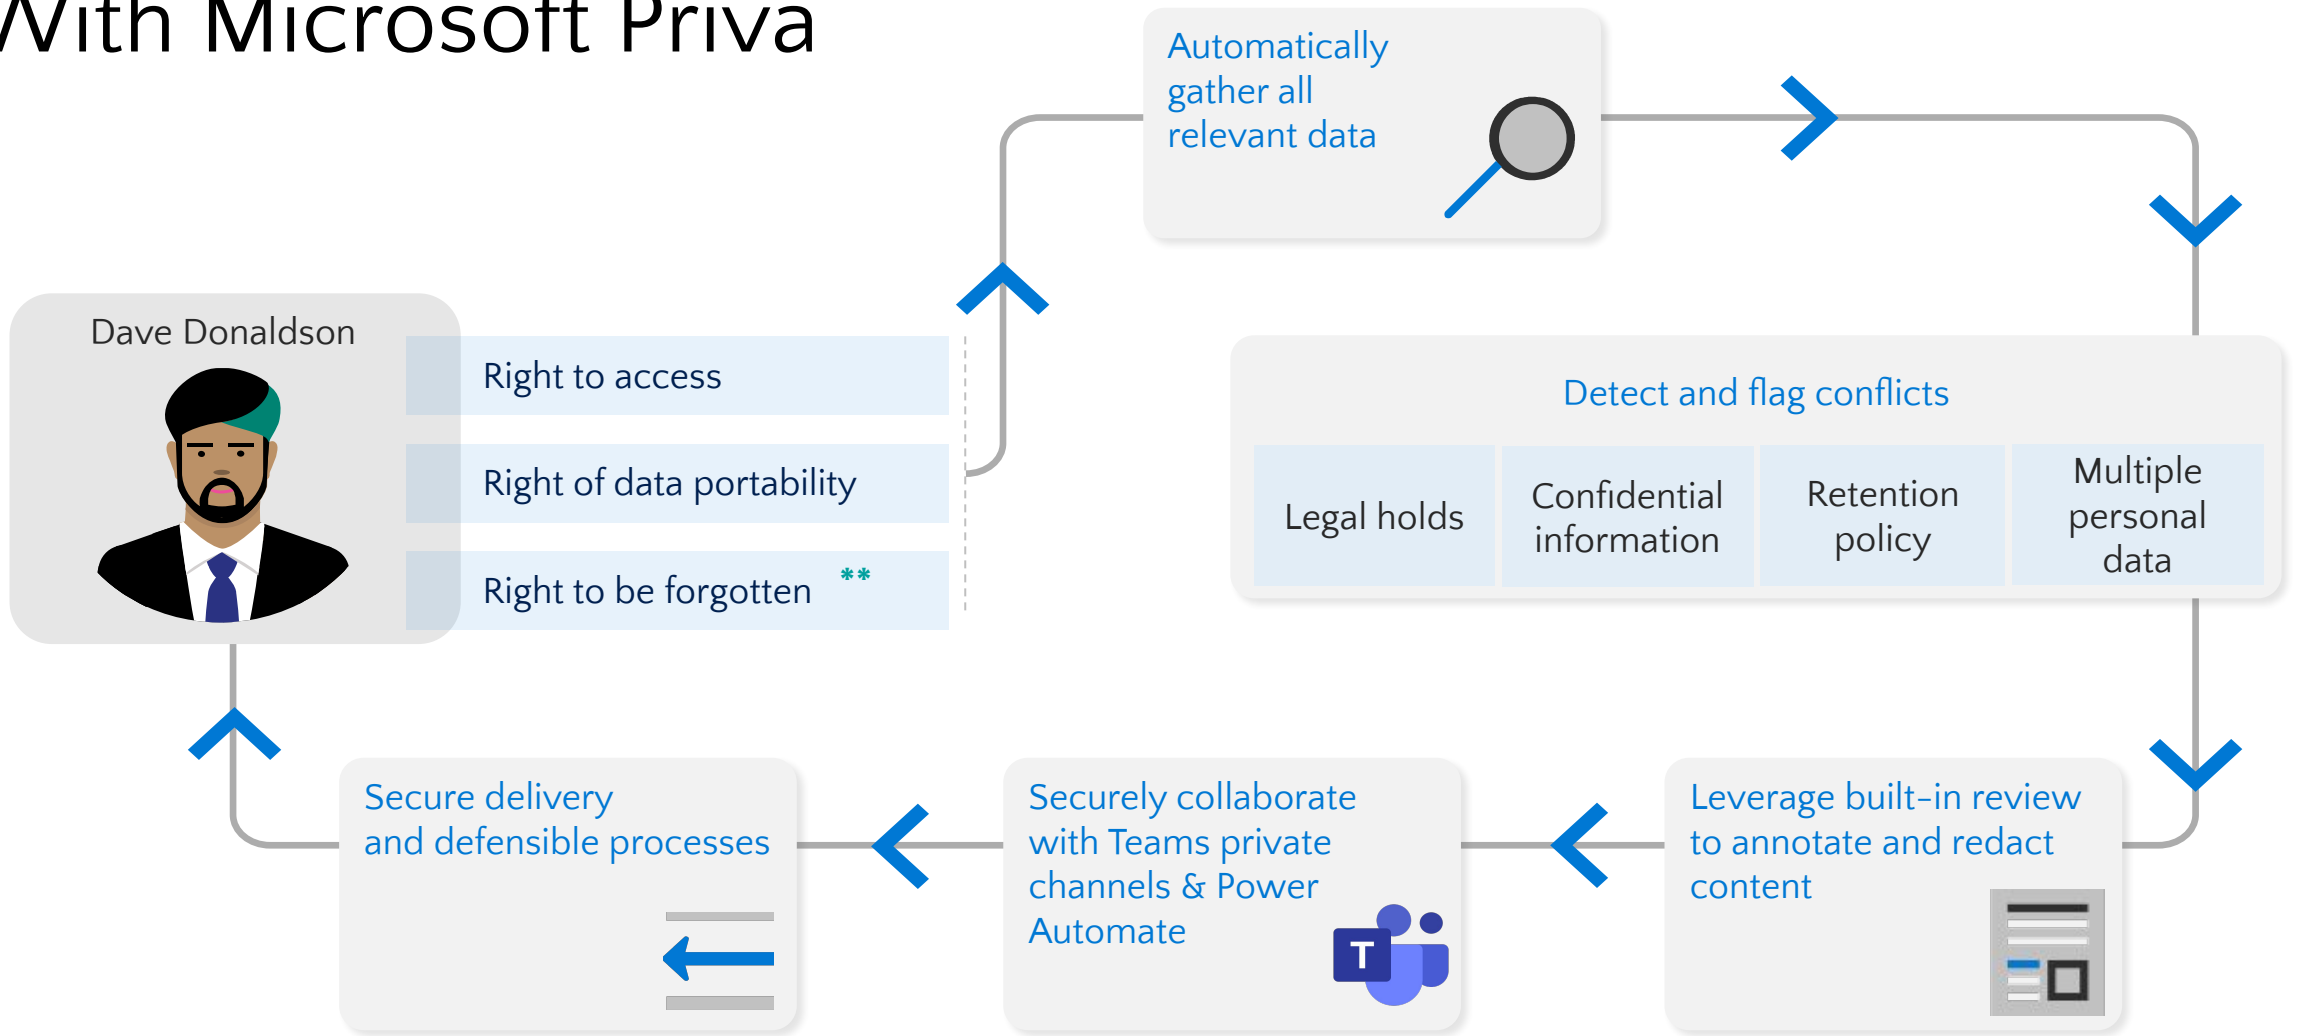 With Microsoft Priva
Automatically
gather all
relevant data
Dave Donaldson
Right to access
Right of data portability
Right to be forgotten **
Detect and flag conflicts
Legal holds
Confidential
information
Retention
policy
Multiple
personal
data
Leverage built-in review
to annotate and redact
content
Securely collaborate
with Teams private
channels & Power
Automate
T
Secure delivery
and defensible processes